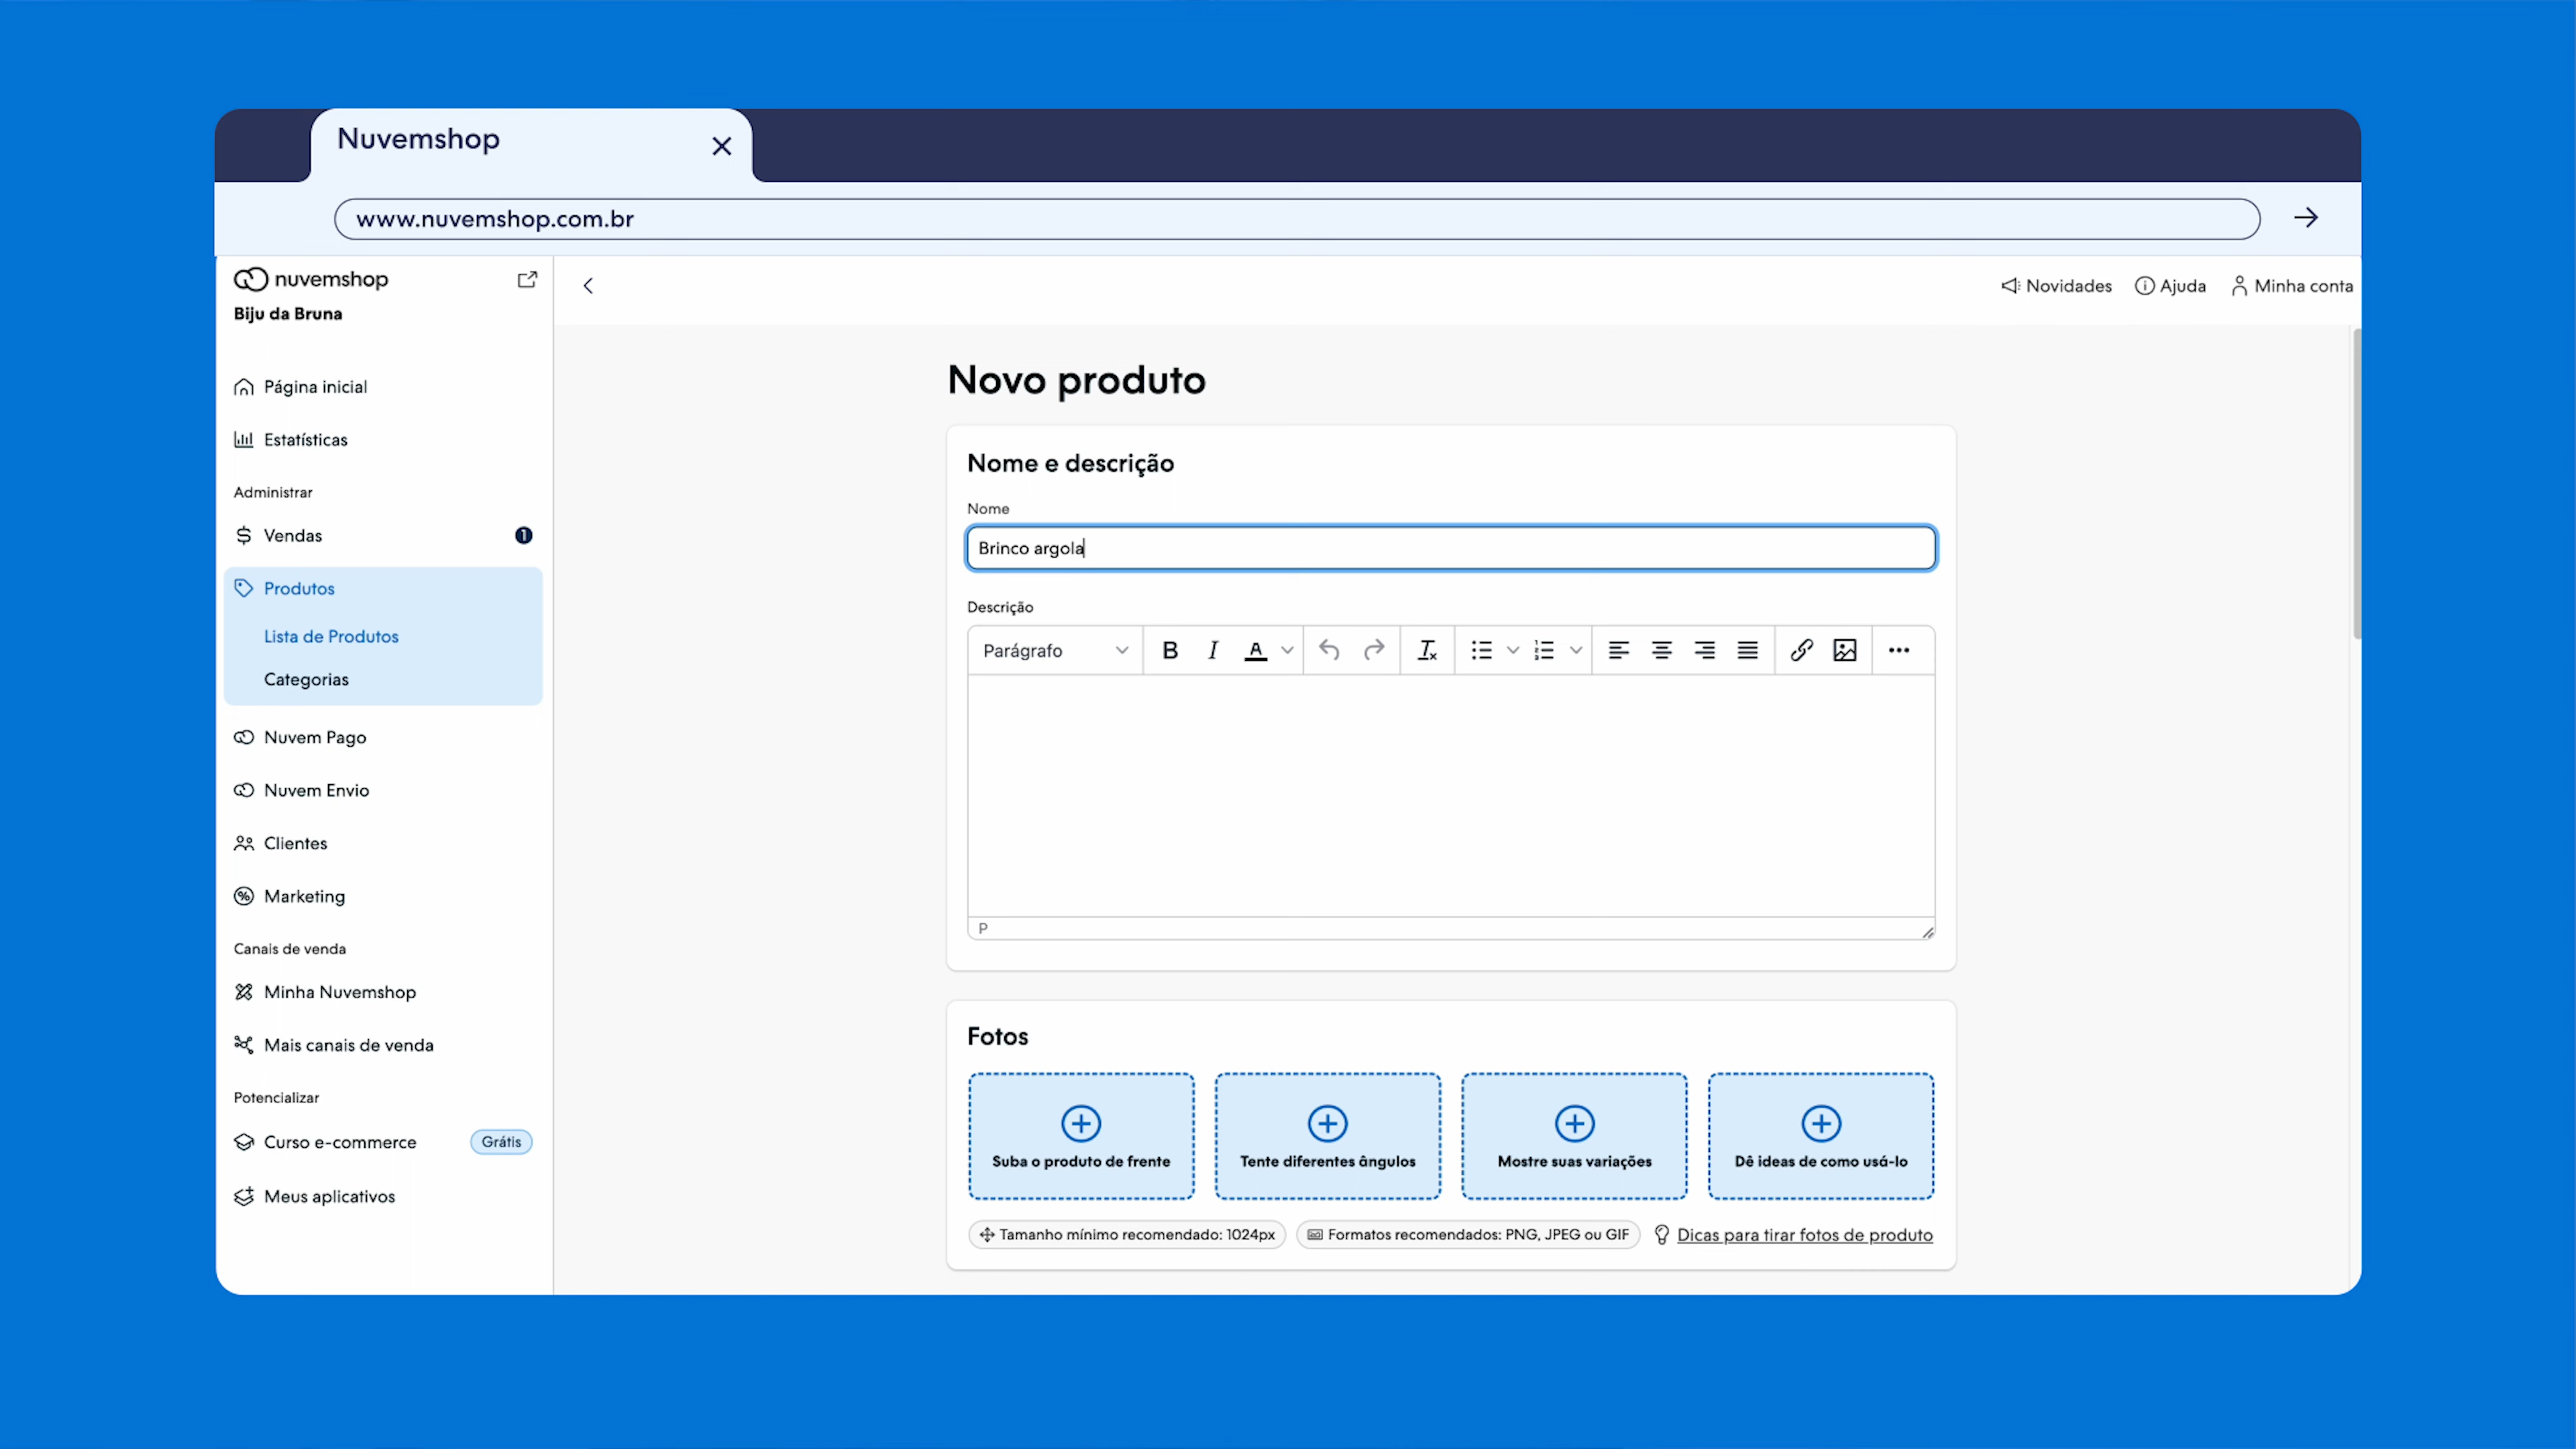 Nuvemshop
www.nuvemshop.com.br
nuvemshop
Biju da Bruna
Novidades
Ajuda
Minha conta
Página inicial
Estatísticas
Administrar
Vendas 1
Produtos
Lista de Produtos
Categorias
Nuvem Pago
Nuvem Envio
Clientes
Marketing
Canais de venda
Minha Nuvemshop
Mais canais de venda
Potencializar
Curso e-commerce Grátis
Meus aplicativos
Novo produto
Nome e descrição
Nome
Brinco argola
Descrição
Parágrafo B I A
P
Fotos
Suba o produto de frente
Tente diferentes ângulos
Mostre suas variações
Dê ideas de como usá-lo
Tamanho mínimo recomendado: 1024px
Formatos recomendados: PNG, JPEG ou GIF
Dicas para tirar fotos de produto